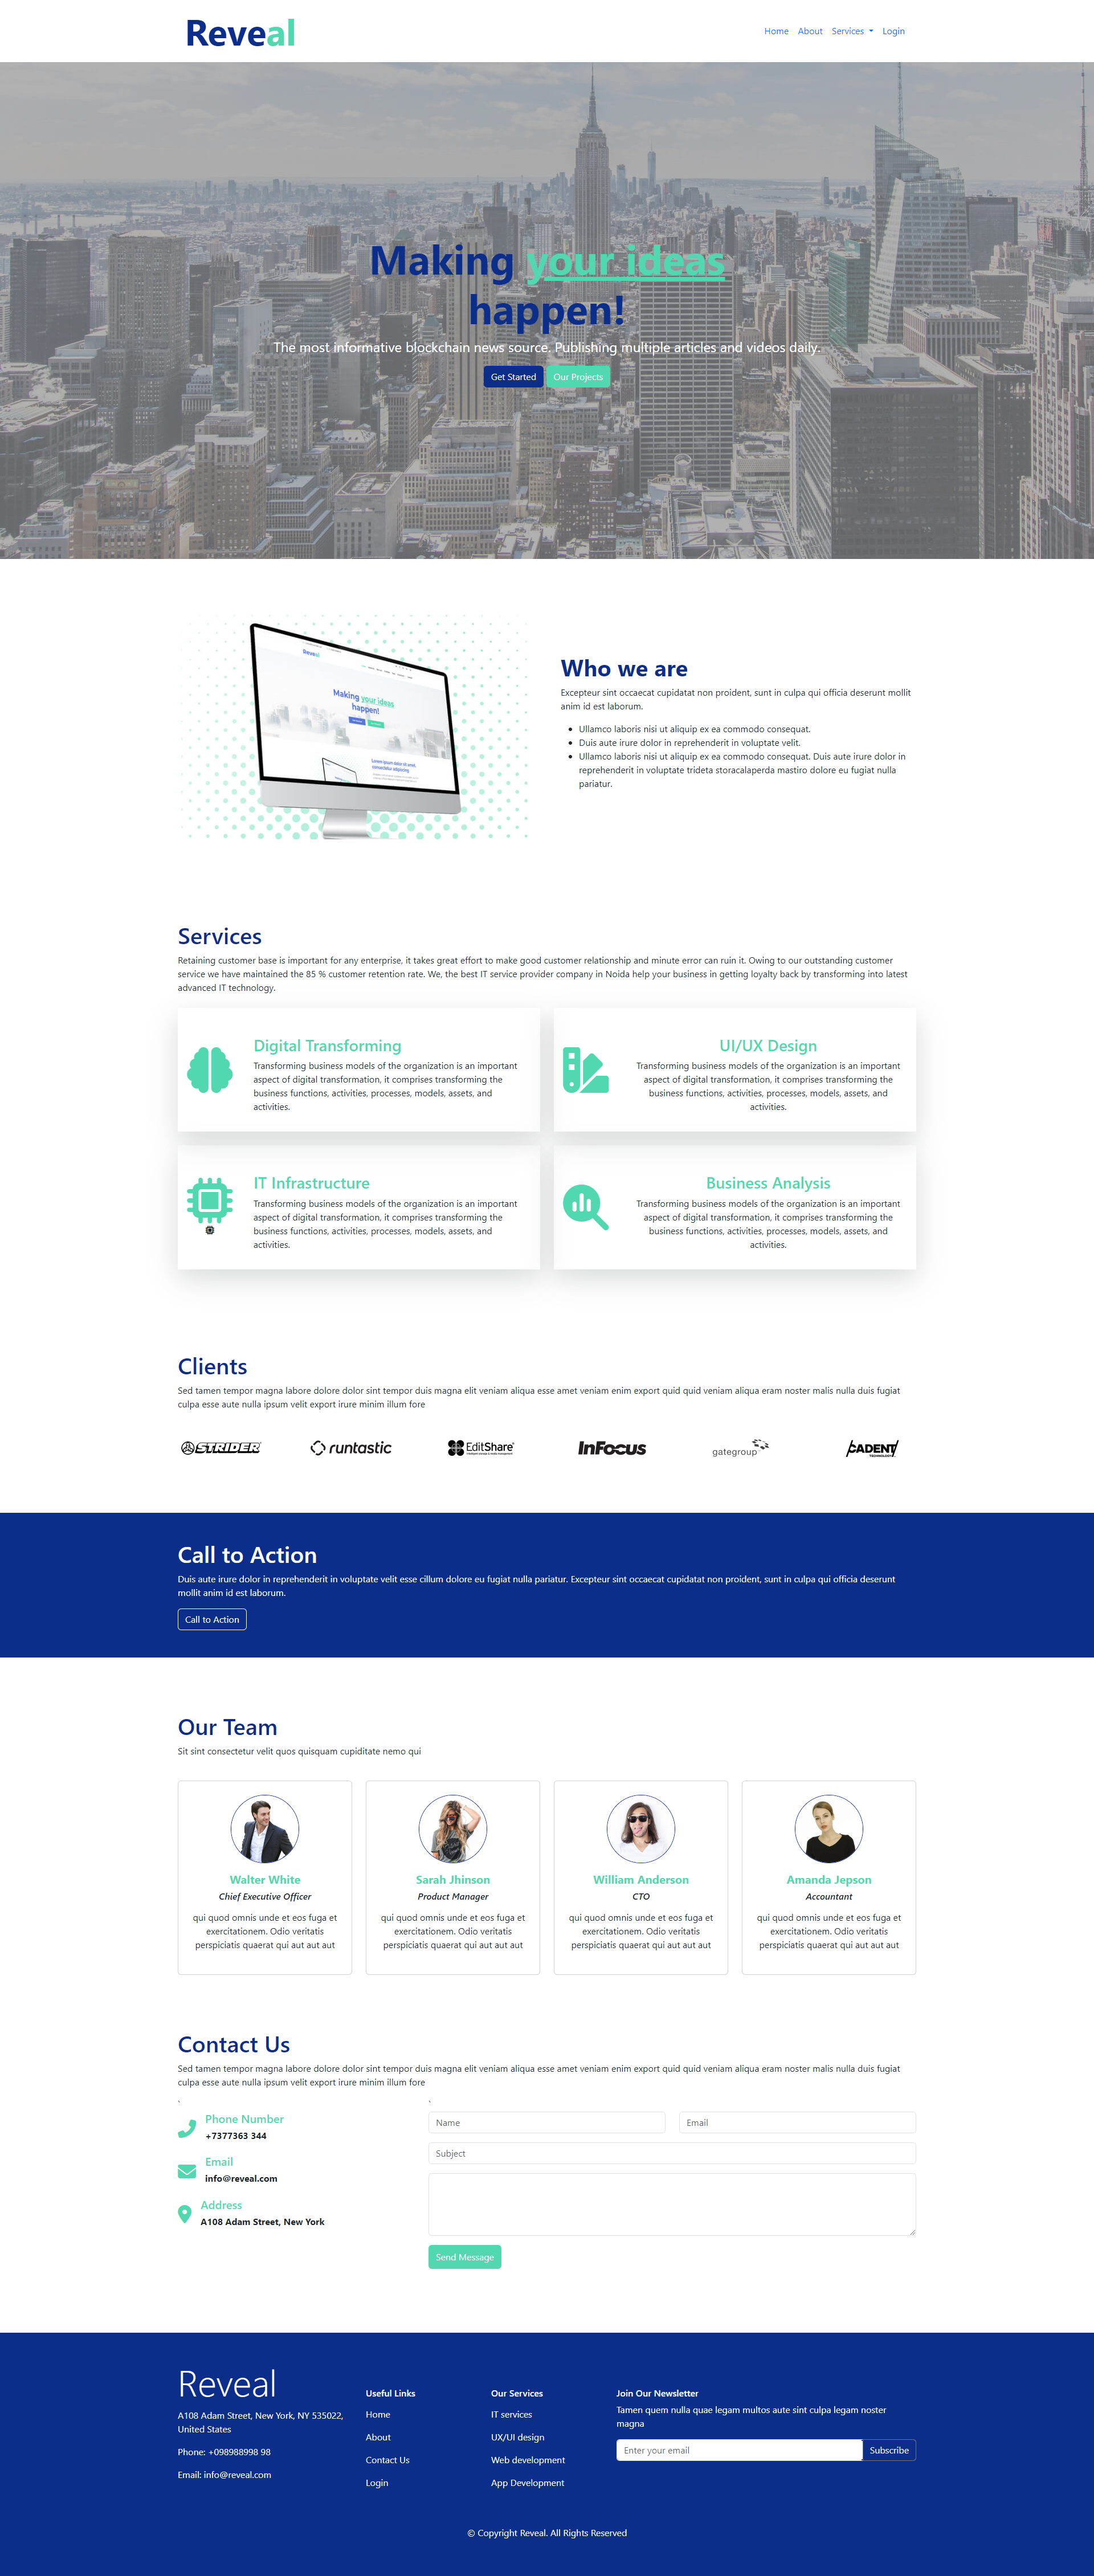 Reveal
Home About Services Login
Making your ideas
happen!
The most informative blockchain news source. Publishing multiple articles and videos daily.
Get Started Our Projects
Reveal
Making your ideas
happen!
Who we are
Excepteur sint occaecat cupidatat non proident, sunt in culpa qui officia deserunt mollit
anim id est laborum.
Ullamco laboris nisi ut aliquip ex ea commodo consequat.
Duis aute irure dolor in reprehenderit in voluptate velit.
Ullamco laboris nisi ut aliquip ex ea commodo consequat. Duis aute irure dolor in
reprehenderit in voluptate trideta storacalaperda mastiro dolore eu fugiat nulla
pariatur.
Services
Retaining customer base is important for any enterprise, it takes great effort to make good customer relationship and minute error can ruin it. Owing to our outstanding customer
service we have maintained the 85 % customer retention rate. We, the best IT service provider company in Noida help your business in getting loyalty back by transforming into latest
advanced IT technology.
Digital Transforming
Transforming business models of the organization is an important
aspect of digital transformation, it comprises transforming the
business functions, activities, processes, models, assets, and
activities.
UI/UX Design
Transforming business models of the organization is an important
aspect of digital transformation, it comprises transforming the
business functions, activities, processes, models, assets, and
activities.
IT Infrastructure
Transforming business models of the organization is an important
aspect of digital transformation, it comprises transforming the
business functions, activities, processes, models, assets, and
activities.
Business Analysis
Transforming business models of the organization is an important
aspect of digital transformation, it comprises transforming the
business functions, activities, processes, models, assets, and
activities.
Clients
Sed tamen tempor magna labore dolore dolor sint tempor duis magna elit veniam aliqua esse amet veniam enim export quid quid veniam aliqua eram noster malis nulla duis fugiat
culpa esse aute nulla ipsum velit export irure minim illum fore
STRIDER
runtastic
EditShare
InFocus
gategroup
CADENT
TECHNOLOGY
Call to Action
Duis aute irure dolor in reprehenderit in voluptate velit esse cillum dolore eu fugiat nulla pariatur. Excepteur sint occaecat cupidatat non proident, sunt in culpa qui officia deserunt
mollit anim id est laborum.
Call to Action
Our Team
Sit sint consectetur velit quos quisquam cupiditate nemo qui
Walter White
Chief Executive Officer
qui quod omnis unde et eos fuga et
exercitationem. Odio veritatis
perspiciatis quaerat qui aut aut aut
Sarah Jhinson
Product Manager
qui quod omnis unde et eos fuga et
exercitationem. Odio veritatis
perspiciatis quaerat qui aut aut aut
William Anderson
CTO
qui quod omnis unde et eos fuga et
exercitationem. Odio veritatis
perspiciatis quaerat qui aut aut aut
Amanda Jepson
Accountant
qui quod omnis unde et eos fuga et
exercitationem. Odio veritatis
perspiciatis quaerat qui aut aut aut
Contact Us
Sed tamen tempor magna labore dolore dolor sint tempor duis magna elit veniam aliqua esse amet veniam enim export quid quid veniam aliqua eram noster malis nulla duis fugiat
culpa esse aute nulla ipsum velit export irure minim illum fore
Phone Number
+7377363 344
Email
info@reveal.com
Address
A108 Adam Street, New York
Name
Email
Subject
Send Message
Reveal
A108 Adam Street, New York, NY 535022,
United States
Phone: +098988998 98
Email: info@reveal.com
Useful Links
Home
About
Contact Us
Login
Our Services
IT services
UX/UI design
Web development
App Development
Join Our Newsletter
Tamen quem nulla quae legam multos aute sint culpa legam noster
magna
Enter your email
Subscribe
© Copyright Reveal. All Rights Reserved